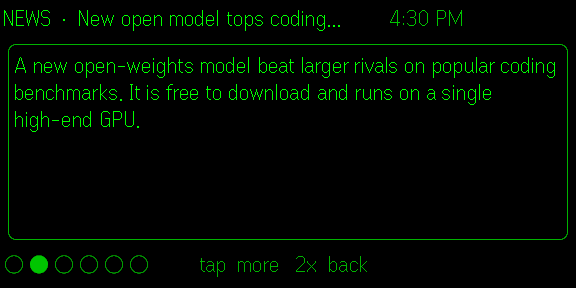 NEWS · New open model tops coding...
4:30 PM
A new open-weights model beat larger rivals on popular coding
benchmarks. It is free to download and runs on a single
high-end GPU.
tap more 2x back